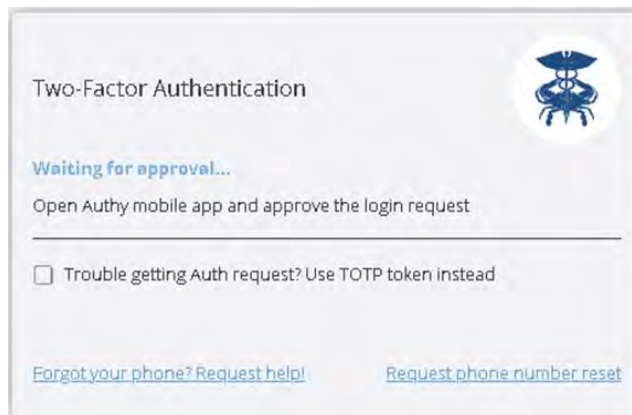 Two-Factor Authentication
Waiting for approval...
Open Authy mobile app and approve the login request
Trouble getting Auth request? Use TOTP token instead
Forgot your phone? Request help!
Request phone number reset